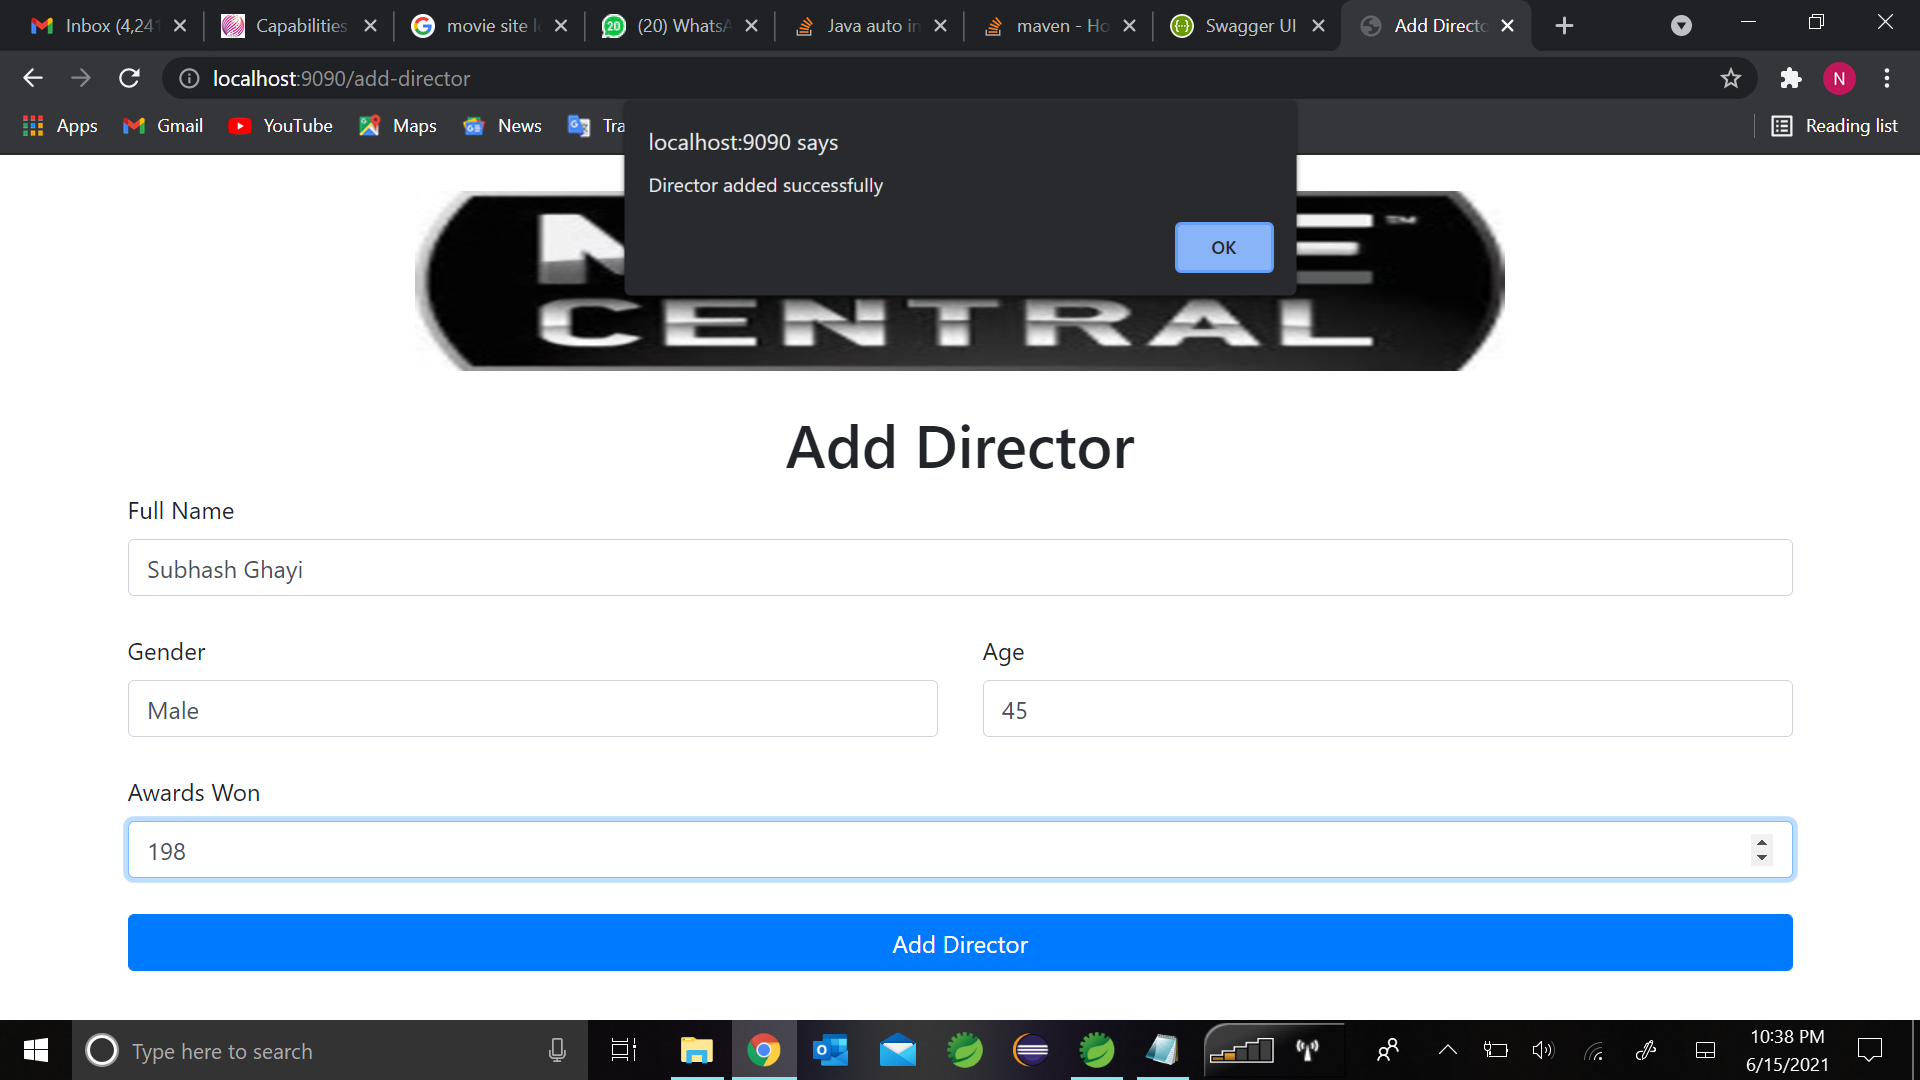 Inbox (4,241
Capabilities
movie site l
(20) WhatsA
Java auto in
maven - Ho
Swagger UI
Add Directo
localhost:9090/add-director
N
Apps
Gmail
YouTube
Maps
News
Tra
Reading list
localhost:9090 says
Director added successfully
OK
™
CENTRAL
Add Director
Full Name
Subhash Ghayi
Gender
Age
Male
45
Awards Won
198
Add Director
Type here to search
10:38 PM
6/15/2021